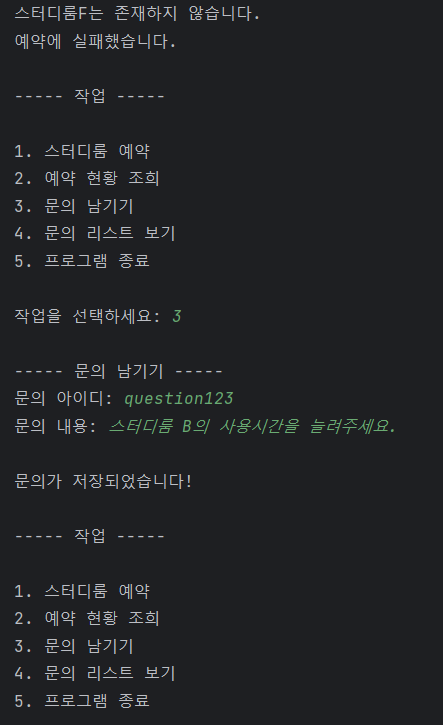 스터디룸F는 존재하지 않습니다.
예약에 실패했습니다.
----- 작업 -----
1. 스터디룸 예약
2. 예약 현황 조희
3. 문의 남기기
4. 문의 리스트 보기
5. 프로그램 종료
작업을 선택하세요: 3
----- 문의 남기기 -----
문의 아이디: question123
문의 내용: 스터디룸 B의 사용시간을 늘려주세요.
문의가 저장되었습니다!
----- 작업 -----
1. 스터디룸 예약
2. 예약 현황 조희
3. 문의 남기기
4. 문의 리스트 보기
5. 프로그램 종료